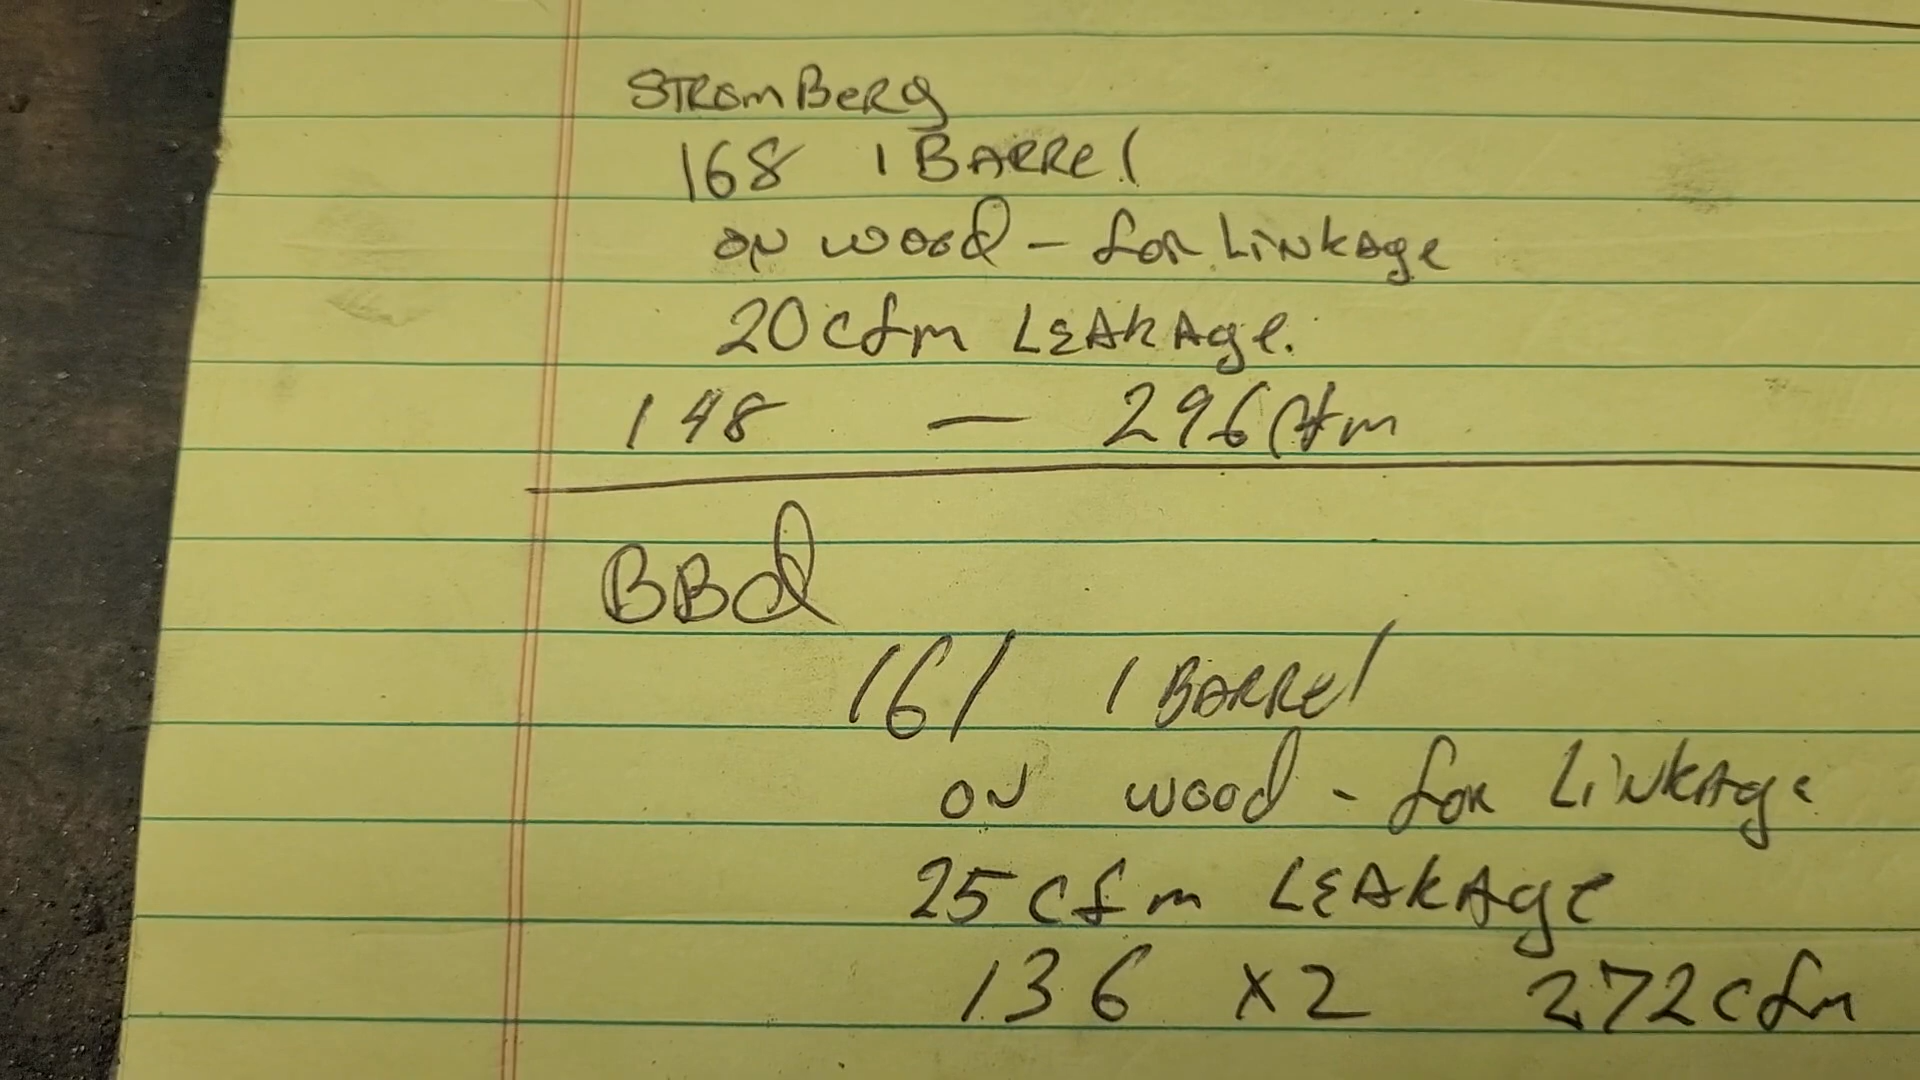 STROMBERg
168 1 BARREl
ON wood - for LiNkAge
20 cfm LEAkAge.
148 — 296 cfm
BBd
161 1 BARRel
ON wood - for LiNkAge
25 cfm LEAkAge
136 x2 272 cfm